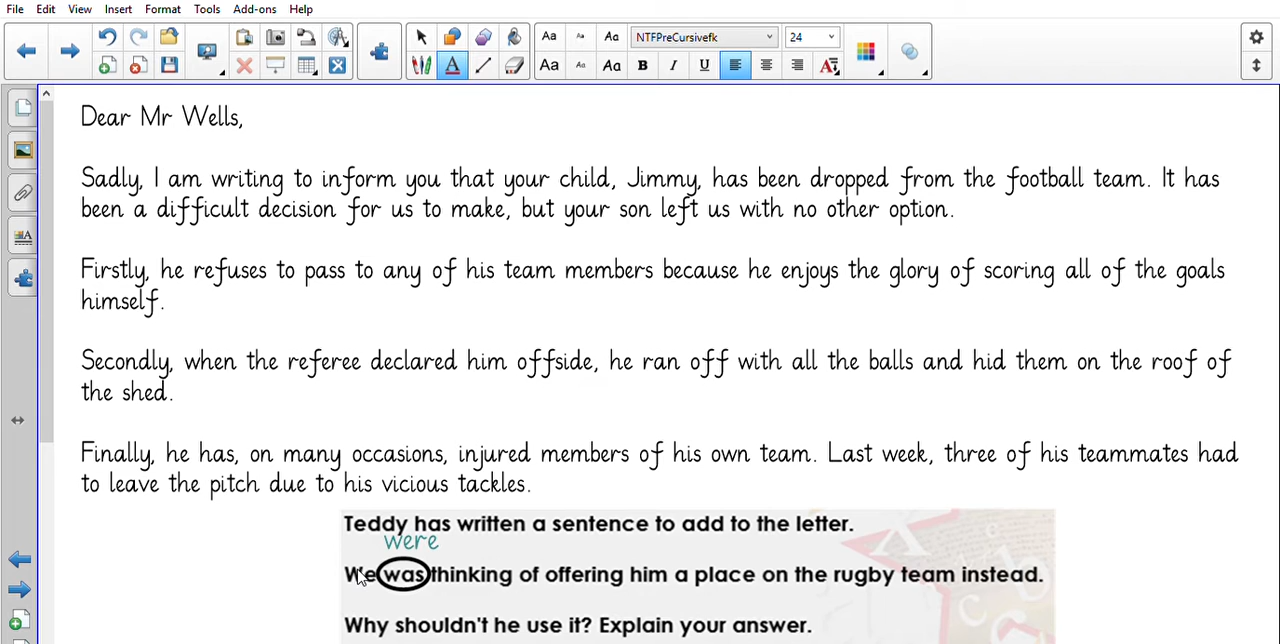 File Edit View Insert Format Tools Add-ons Help
Aa Aa Aa NTFPreCursivefk 24
Aa Aa Aa B I U A
Dear Mr Wells,
Sadly, I am writing to inform you that your child, Jimmy, has been dropped from the football team. It has
been a difficult decision for us to make, but your son left us with no other option.
Firstly, he refuses to pass to any of his team members because he enjoys the glory of scoring all of the goals
himself.
Secondly, when the referee declared him offside, he ran off with all the balls and hid them on the roof of
the shed.
Finally, he has, on many occasions, injured members of his own team. Last week, three of his teammates had
to leave the pitch due to his vicious tackles.
Teddy has written a sentence to add to the letter.
were
We was thinking of offering him a place on the rugby team instead.
Why shouldn't he use it? Explain your answer.